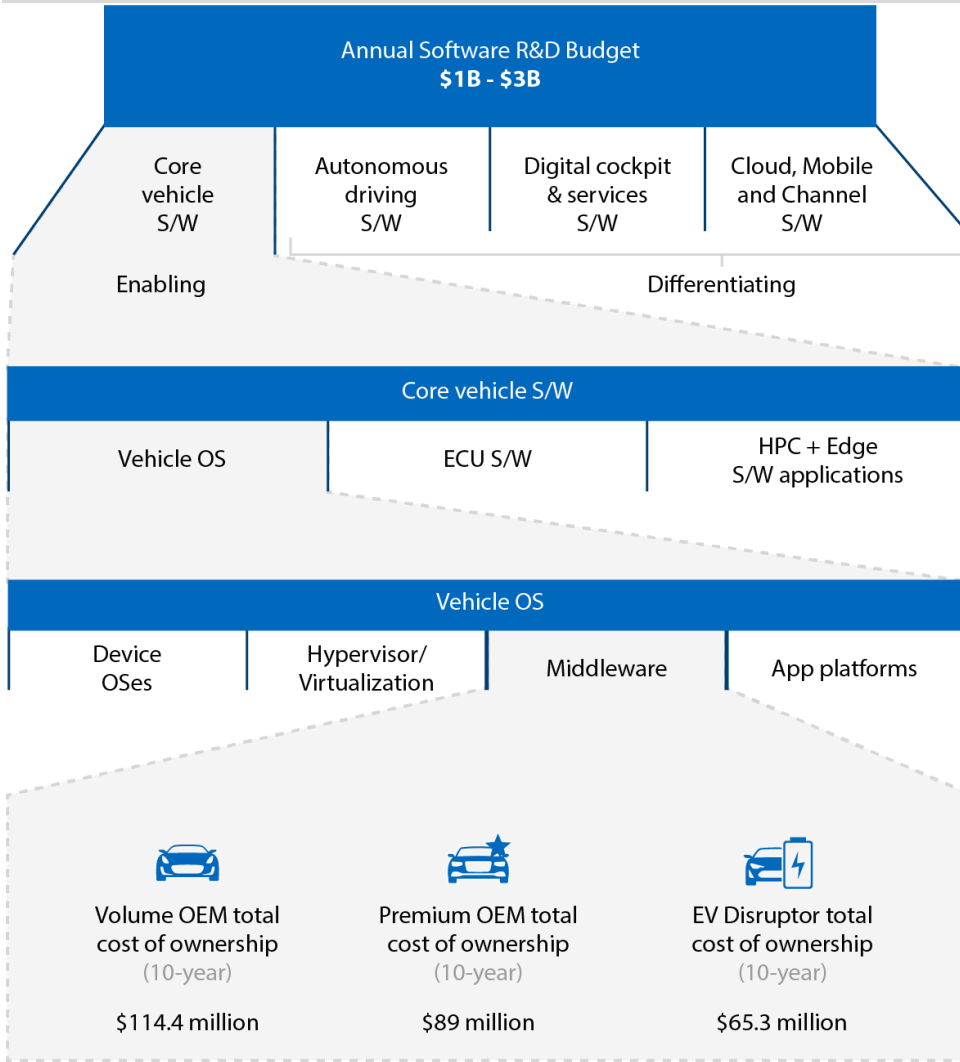 Annual Software R&D Budget
$1B - $3B
Core
vehicle
S/W
Autonomous
driving
S/W
Digital cockpit
& services
S/W
Cloud, Mobile
and Channel
S/W
Enabling
Differentiating
Core vehicle S/W
Vehicle OS
ECU S/W
HPC + Edge
S/W applications
Vehicle OS
Device
OSes
Hypervisor/
Virtualization
Middleware
App platforms
Volume OEM total
cost of ownership
(10-year)
$114.4 million
Premium OEM total
cost of ownership
(10-year)
$89 million
EV Disruptor total
cost of ownership
(10-year)
$65.3 million